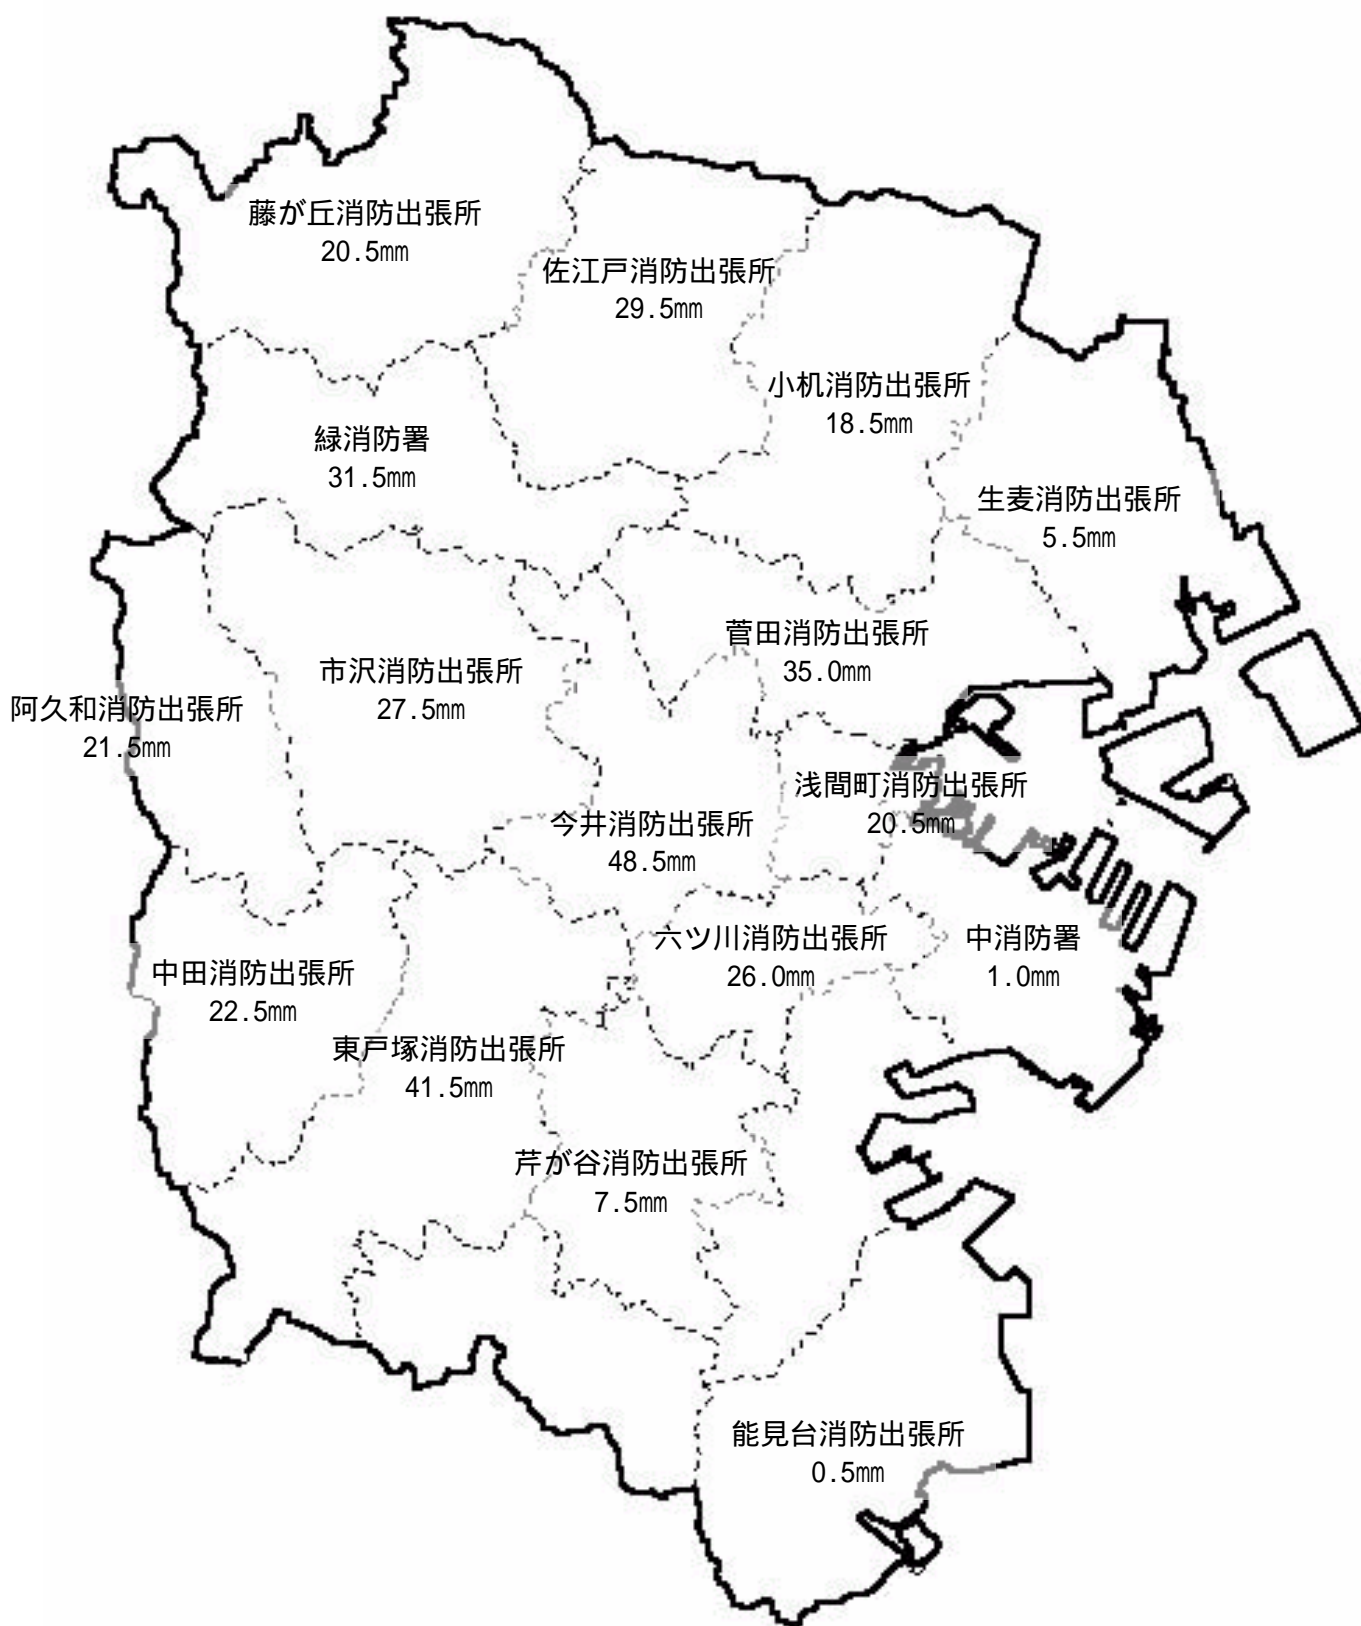 藤が丘消防出張所
20.5mm
佐江戸消防出張所
29.5mm
小机消防出張所
18.5mm
緑消防署
31.5mm
生麦消防出張所
5.5mm
菅田消防出張所
35.0mm
市沢消防出張所
27.5mm
阿久和消防出張所
21.5mm
浅間町消防出張所
20.5mm
今井消防出張所
48.5mm
六ツ川消防出張所
26.0mm
中消防署
1.0mm
中田消防出張所
22.5mm
東戸塚消防出張所
41.5mm
芹が谷消防出張所
7.5mm
能見台消防出張所
0.5mm